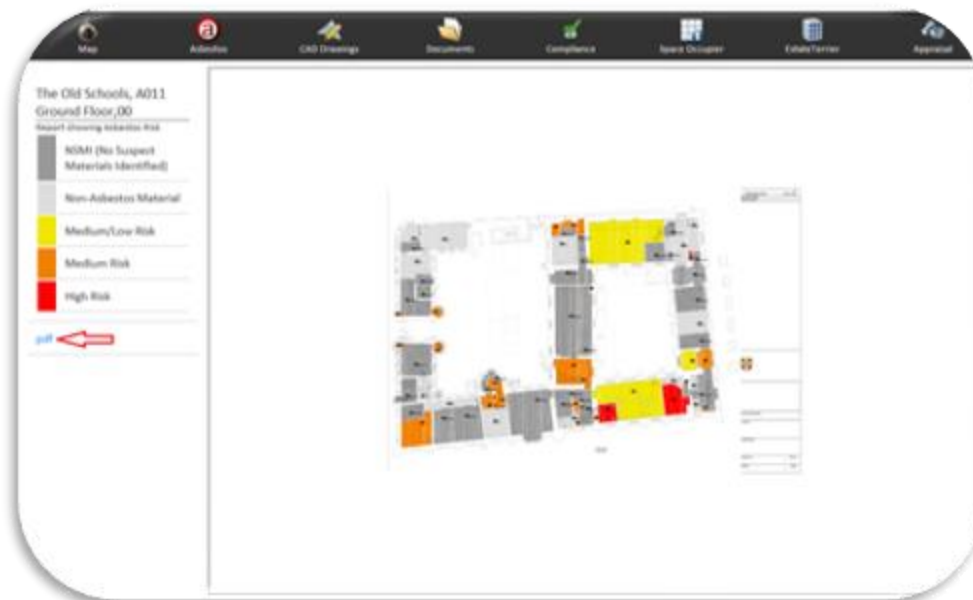 Map
Asbestos
CAD Drawings
Documents
Compliance
Space Occupier
EstateTerrier
Appraisal
The Old Schools, A011
Ground Floor,00
Report showing Asbestos Risk
NSMI (No Suspect
Materials Identified)
Non-Asbestos Material
Medium/Low Risk
Medium Risk
High Risk
pdf